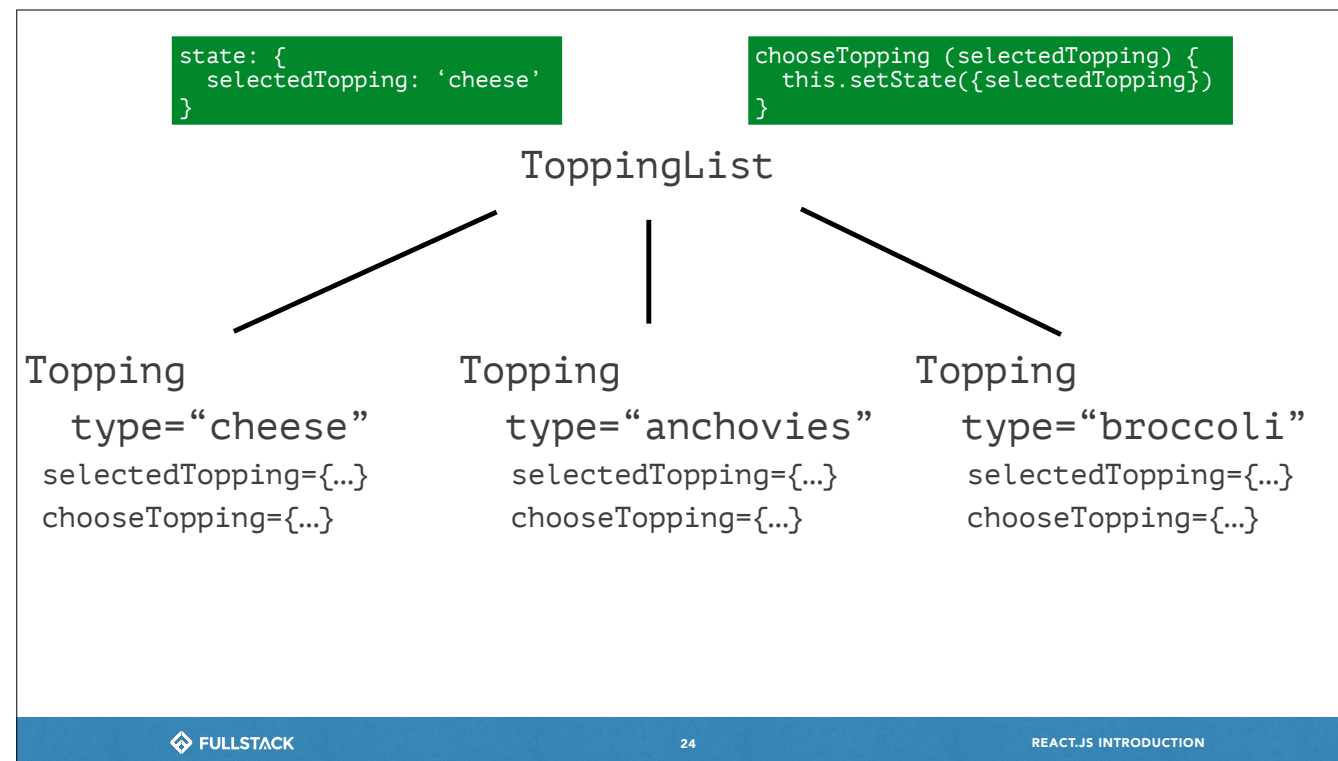 state: {
  selectedTopping: ‘cheese’
}
chooseTopping (selectedTopping) {
  this.setState({selectedTopping})
}
ToppingList
Topping
type=“cheese”
selectedTopping={…}
chooseTopping={…}
Topping
type=“anchovies”
selectedTopping={…}
chooseTopping={…}
Topping
type=“broccoli”
selectedTopping={…}
chooseTopping={…}
FULLSTACK
24
REACT.JS INTRODUCTION